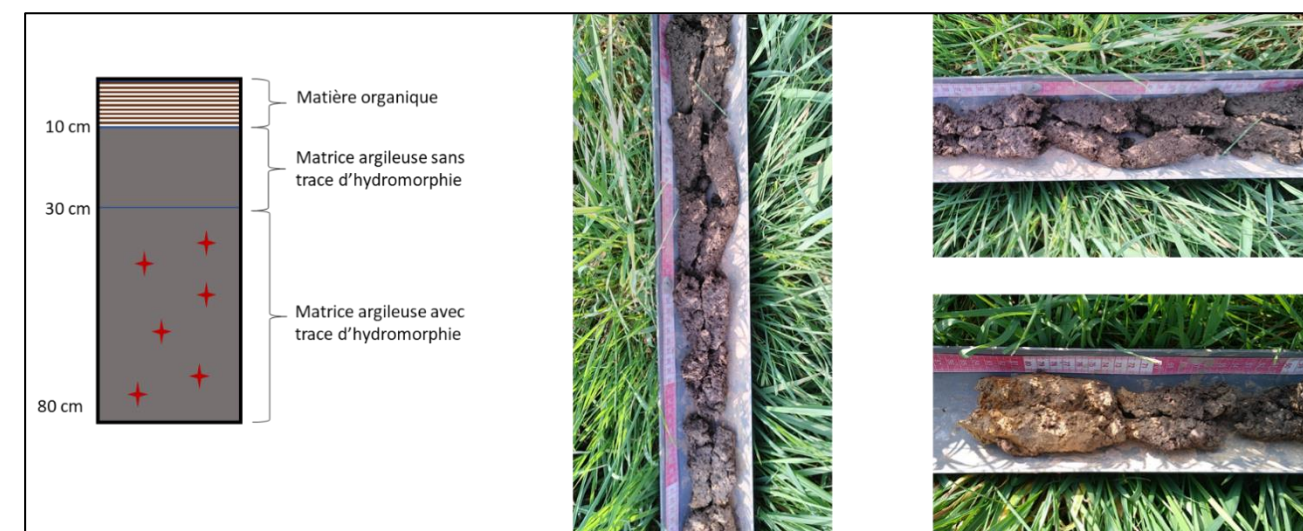 Matière organique
10 cm
Matrice argileuse sans
trace d’hydromorphie
30 cm
Matrice argileuse avec
trace d’hydromorphie
80 cm